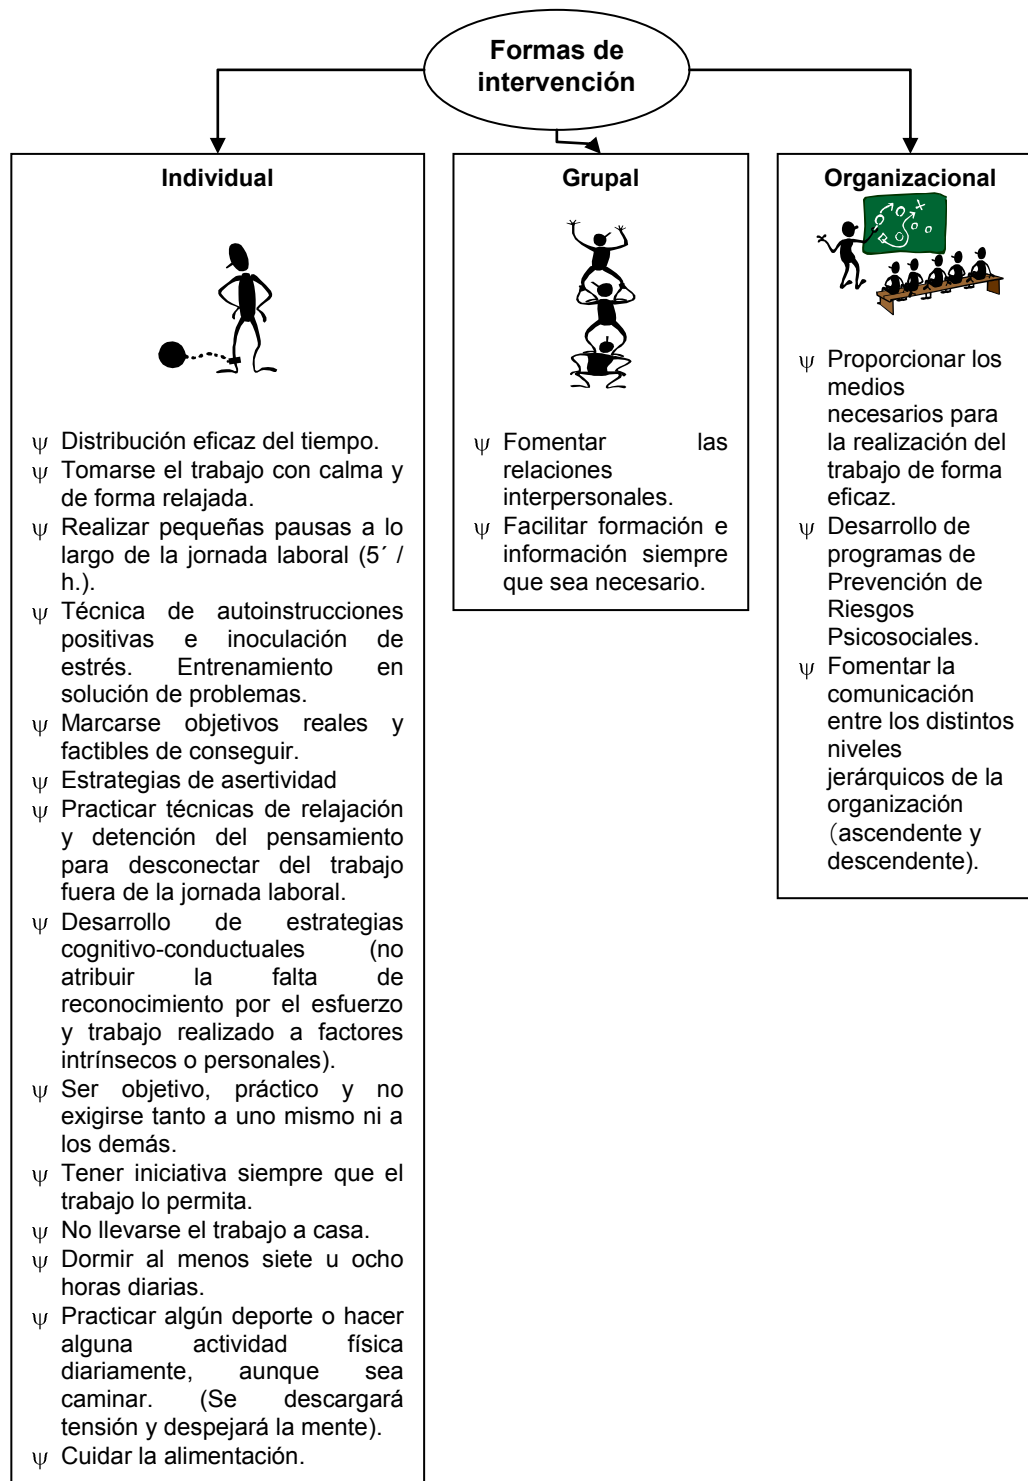 Formas de
intervención
Individual
ψ Distribución eficaz del tiempo.
ψ Tomarse el trabajo con calma y
de forma relajada.
ψ Realizar pequeñas pausas a lo
largo de la jornada laboral (5´ /
h.).
ψ Técnica de autoinstrucciones
positivas e inoculación de
estrés. Entrenamiento en
solución de problemas.
ψ Marcarse objetivos reales y
factibles de conseguir.
ψ Estrategias de asertividad
ψ Practicar técnicas de relajación
y detención del pensamiento
para desconectar del trabajo
fuera de la jornada laboral.
ψ Desarrollo de estrategias
cognitivo-conductuales (no
atribuir la falta de
reconocimiento por el esfuerzo
y trabajo realizado a factores
intrínsecos o personales).
ψ Ser objetivo, práctico y no
exigirse tanto a uno mismo ni a
los demás.
ψ Tener iniciativa siempre que el
trabajo lo permita.
ψ No llevarse el trabajo a casa.
ψ Dormir al menos siete u ocho
horas diarias.
ψ Practicar algún deporte o hacer
alguna actividad física
diariamente, aunque sea
caminar. (Se descargará
tensión y despejará la mente).
ψ Cuidar la alimentación.
Grupal
ψ Fomentar las
relaciones
interpersonales.
ψ Facilitar formación e
información siempre
que sea necesario.
Organizacional
ψ Proporcionar los
medios
necesarios para
la realización del
trabajo de forma
eficaz.
ψ Desarrollo de
programas de
Prevención de
Riesgos
Psicosociales.
ψ Fomentar la
comunicación
entre los distintos
niveles
jerárquicos de la
organización
(ascendente y
descendente).